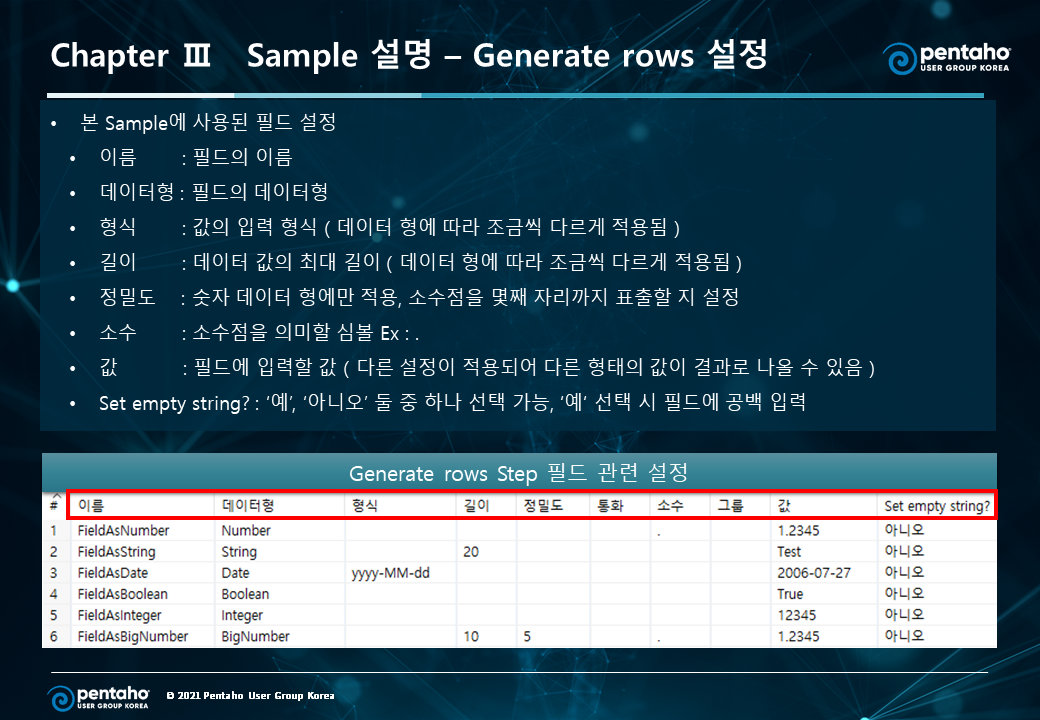 Chapter Ⅲ Sample 설명 – Generate rows 설정
pentaho
USER GROUP KOREA
• 본 Sample에 사용된 필드 설정
• 이름 : 필드의 이름
• 데이터형 : 필드의 데이터형
• 형식 : 값의 입력 형식 ( 데이터 형에 따라 조금씩 다르게 적용됨 )
• 길이 : 데이터 값의 최대 길이 ( 데이터 형에 따라 조금씩 다르게 적용됨 )
• 정밀도 : 숫자 데이터 형에만 적용, 소수점을 몇째 자리까지 표출할 지 설정
• 소수 : 소수점을 의미할 심볼 Ex : .
• 값 : 필드에 입력할 값 ( 다른 설정이 적용되어 다른 형태의 값이 결과로 나올 수 있음 )
• Set empty string? : ‘예’, ‘아니오’ 둘 중 하나 선택 가능, ‘예’ 선택 시 필드에 공백 입력
Generate rows Step 필드 관련 설정
# 이름 데이터형 형식 길이 정밀도 통화 소수 그룹 값 Set empty string?
1 FieldAsNumber Number . 1.2345 아니오
2 FieldAsString String 20 Test 아니오
3 FieldAsDate Date yyyy-MM-dd 2006-07-27 아니오
4 FieldAsBoolean Boolean True 아니오
5 FieldAsInteger Integer 12345 아니오
6 FieldAsBigNumber BigNumber 10 5 . 1.2345 아니오
pentaho
USER GROUP KOREA
© 2021 Pentaho User Group Korea